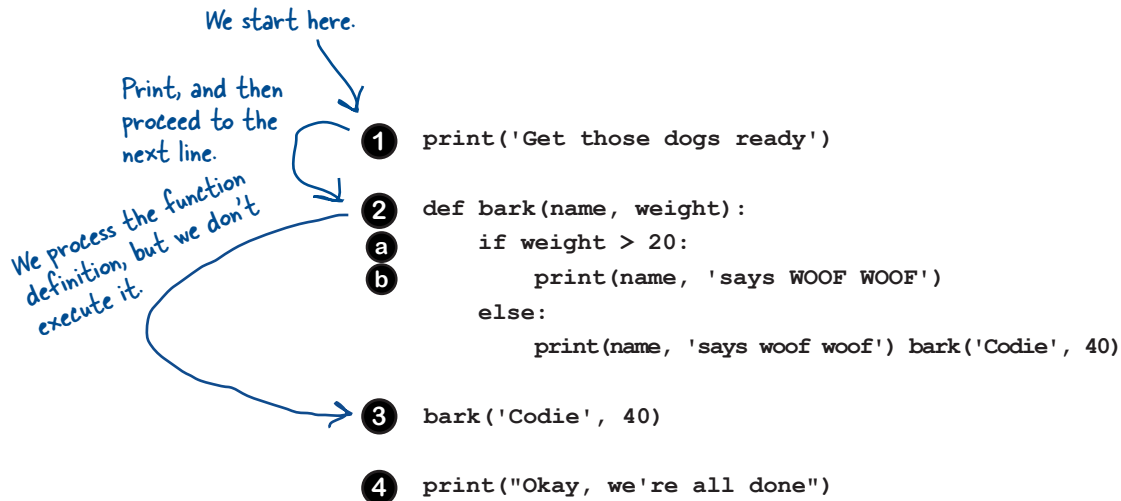 We start here.
Print, and then
proceed to the
next line.
1 print('Get those dogs ready')
We process the function
definition, but we don't
execute it.
2 def bark(name, weight):
a if weight > 20:
b print(name, 'says WOOF WOOF')
else:
print(name, 'says woof woof') bark('Codie', 40)
3 bark('Codie', 40)
4 print("Okay, we're all done")